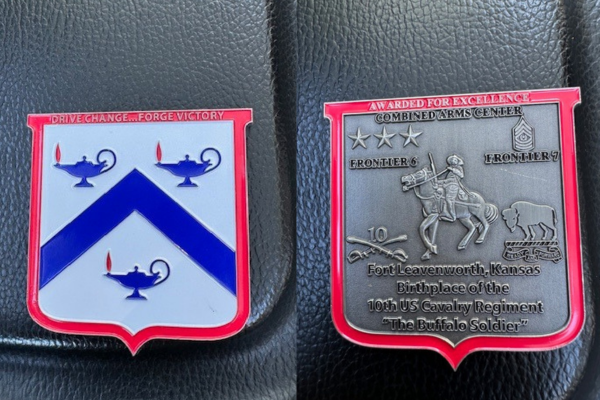 DRIVE CHANGE...FORGE VICTORY
AWARDED FOR EXCELLENCE
COMBINED ARMS CENTER
FRONTIER 6
FRONTIER 7
10
Fort Leavenworth, Kansas
Birthplace of the
10th US Cavalry Regiment
"The Buffalo Soldier"